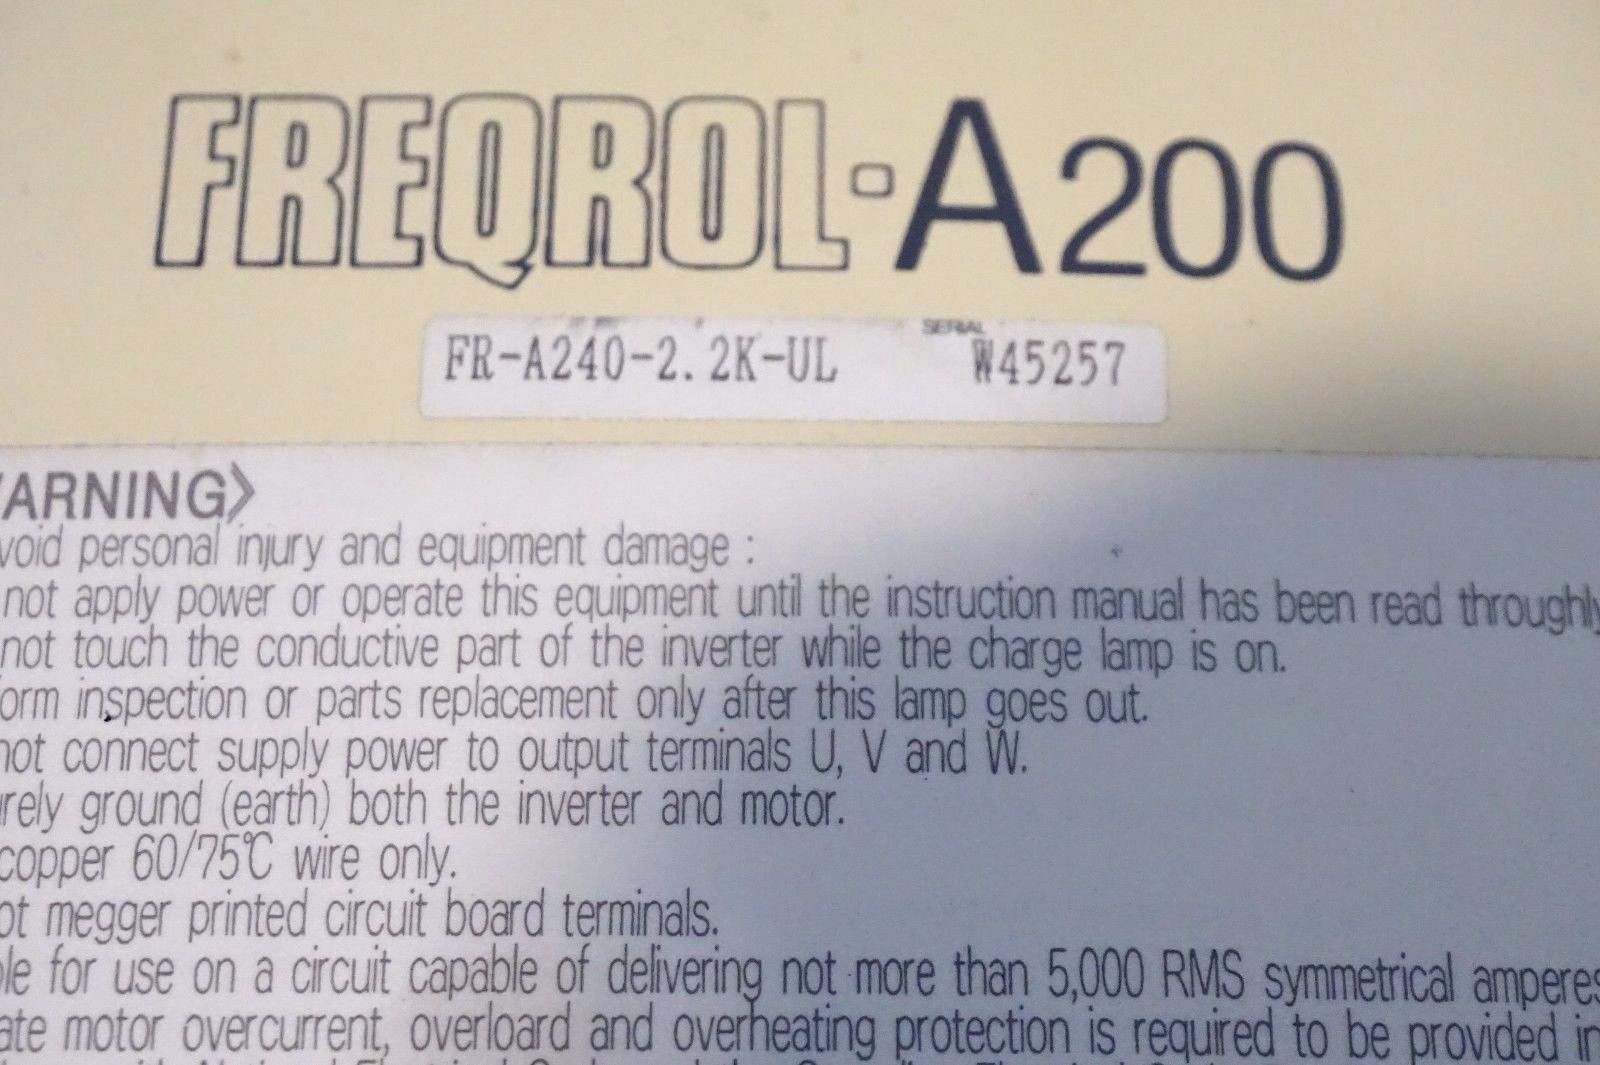 FREQROL-A200
SERIAL
FR-A240-2.2K-UL W45257
ARNING〉
void personal injury and equipment damage :
not apply power or operate this equipment until the instruction manual has been read throughly
not touch the conductive part of the inverter while the charge lamp is on.
orm inspection or parts replacement only after this lamp goes out.
not connect supply power to output terminals U, V and W.
rely ground (earth) both the inverter and motor.
copper 60/75℃ wire only.
ot megger printed circuit board terminals.
le for use on a circuit capable of delivering not more than 5,000 RMS symmetrical amperes
ate motor overcurrent, overloard and overheating protection is required to be provided in